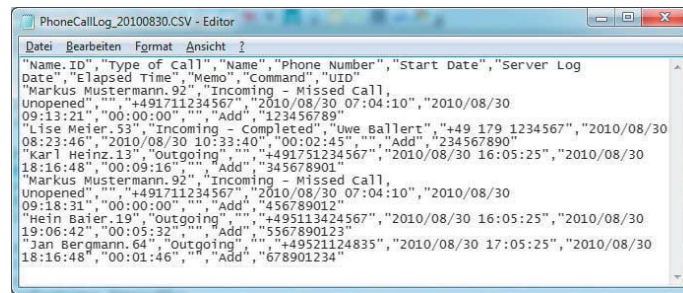 PhoneCallLog_20100830.CSV - Editor
Datei Bearbeiten Format Ansicht ?
"Name.ID","Type of Call","Name","Phone Number","Start Date","Server Log
Date","Elapsed Time","Memo","Command","UID"
"Markus Mustermann.92","Incoming - Missed Call,
Unopened","","+491711234567","2010/08/30 07:04:10","2010/08/30
09:13:21","00:00:00","","Add","123456789"
"Lise Meier.53","Incoming - Completed","Uwe Ballert","+49 179 1234567","2010/08/30
08:23:46","2010/08/30 10:33:40","00:02:45","","Add","234567890"
"Karl Heinz.13","Outgoing","","+491751234567","2010/08/30 16:05:25","2010/08/30
18:16:48","00:09:16","","Add","345678901"
"Markus Mustermann.92","Incoming - Missed Call,
Unopened","","+491711234567","2010/08/30 07:04:10","2010/08/30
09:18:31","00:00:00","","Add","456789012"
"Hein Baier.19","Outgoing","","+495113424567","2010/08/30 16:05:25","2010/08/30
19:06:42","00:05:32","","Add","5567890123"
"Jan Bergmann.64","Outgoing","","+49521124835","2010/08/30 17:05:25","2010/08/30
18:16:48","00:01:46","","Add","678901234"